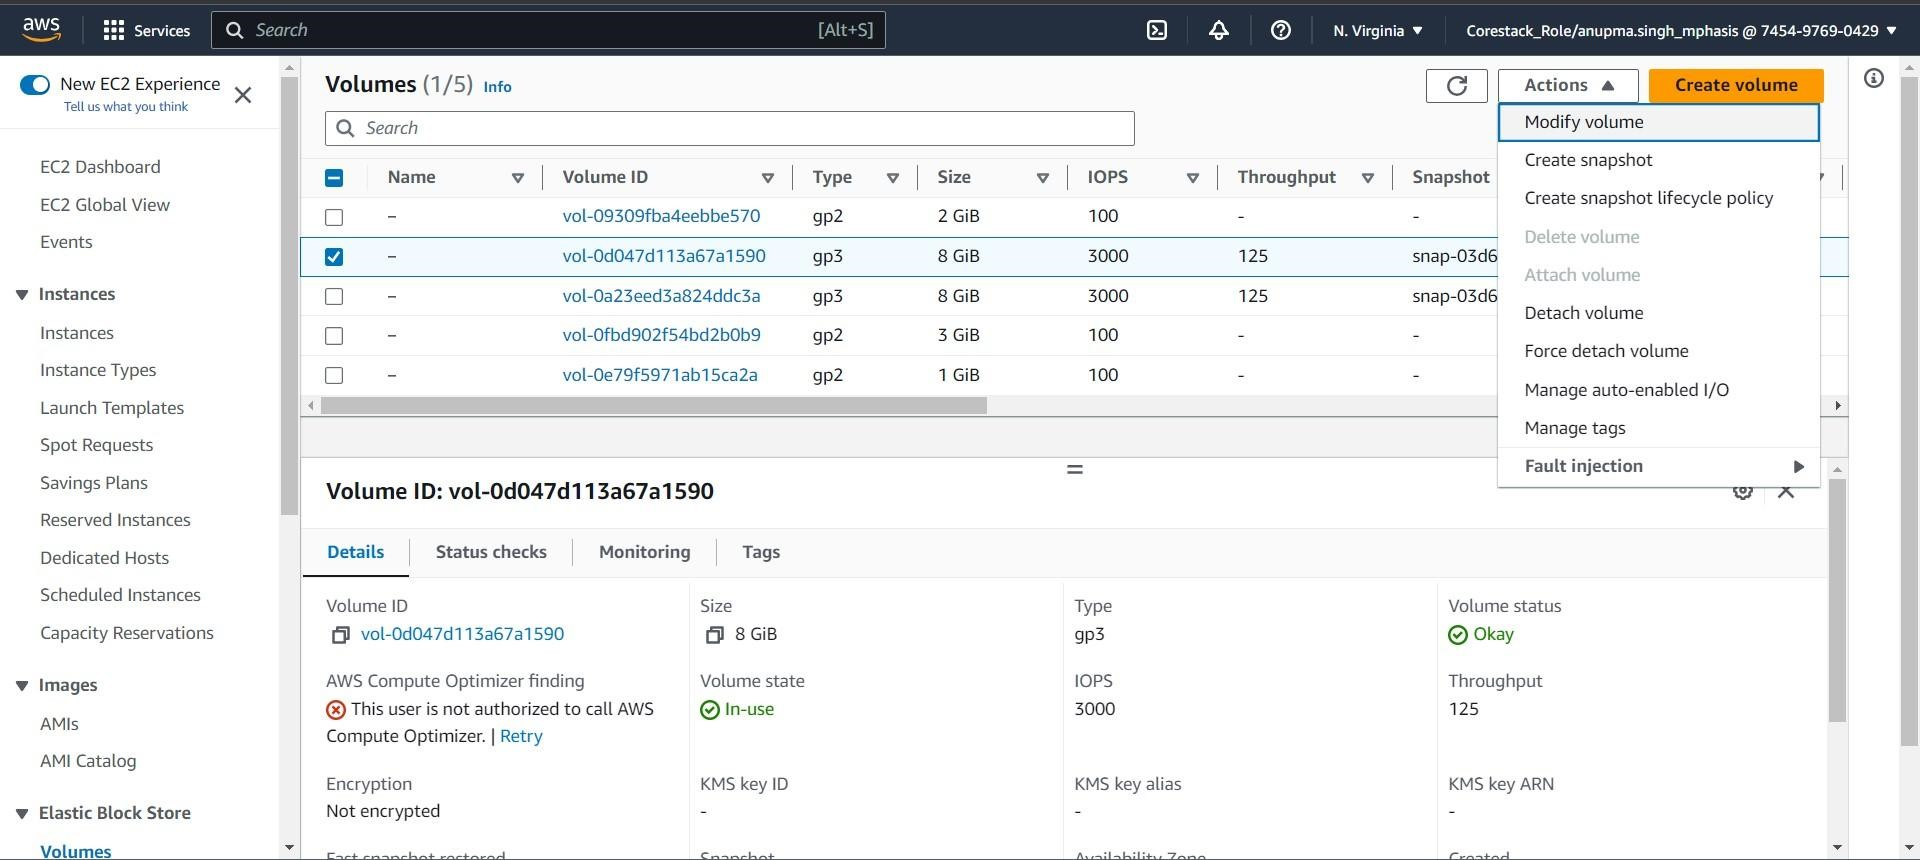 aws
Services
Search
[Alt+S]
N. Virginia
Corestack_Role/anupma.singh_mphasis @ 7454-9769-0429
New EC2 Experience
Tell us what you think
EC2 Dashboard
EC2 Global View
Events
Instances
Instances
Instance Types
Launch Templates
Spot Requests
Savings Plans
Reserved Instances
Dedicated Hosts
Scheduled Instances
Capacity Reservations
Images
AMIs
AMI Catalog
Elastic Block Store
Volumes
Volumes (1/5) Info
Actions
Create volume
Search
Name Volume ID Type Size IOPS Throughput Snapshot
– vol-09309fba4eebbe570 gp2 2 GiB 100 - -
– vol-0d047d113a67a1590 gp3 8 GiB 3000 125 snap-03d6
– vol-0a23eed3a824ddc3a gp3 8 GiB 3000 125 snap-03d6
– vol-0fbd902f54bd2b0b9 gp2 3 GiB 100 - -
– vol-0e79f5971ab15ca2a gp2 1 GiB 100 - -
Modify volume
Create snapshot
Create snapshot lifecycle policy
Delete volume
Attach volume
Detach volume
Force detach volume
Manage auto-enabled I/O
Manage tags
Fault injection
Volume ID: vol-0d047d113a67a1590
Details Status checks Monitoring Tags
Volume ID Size Type Volume status
vol-0d047d113a67a1590 8 GiB gp3 Okay
AWS Compute Optimizer finding Volume state IOPS Throughput
This user is not authorized to call AWS In-use 3000 125
Compute Optimizer. | Retry
Encryption KMS key ID KMS key alias KMS key ARN
Not encrypted - - -
Fast snapshot restored Snapshot Availability Zone Created